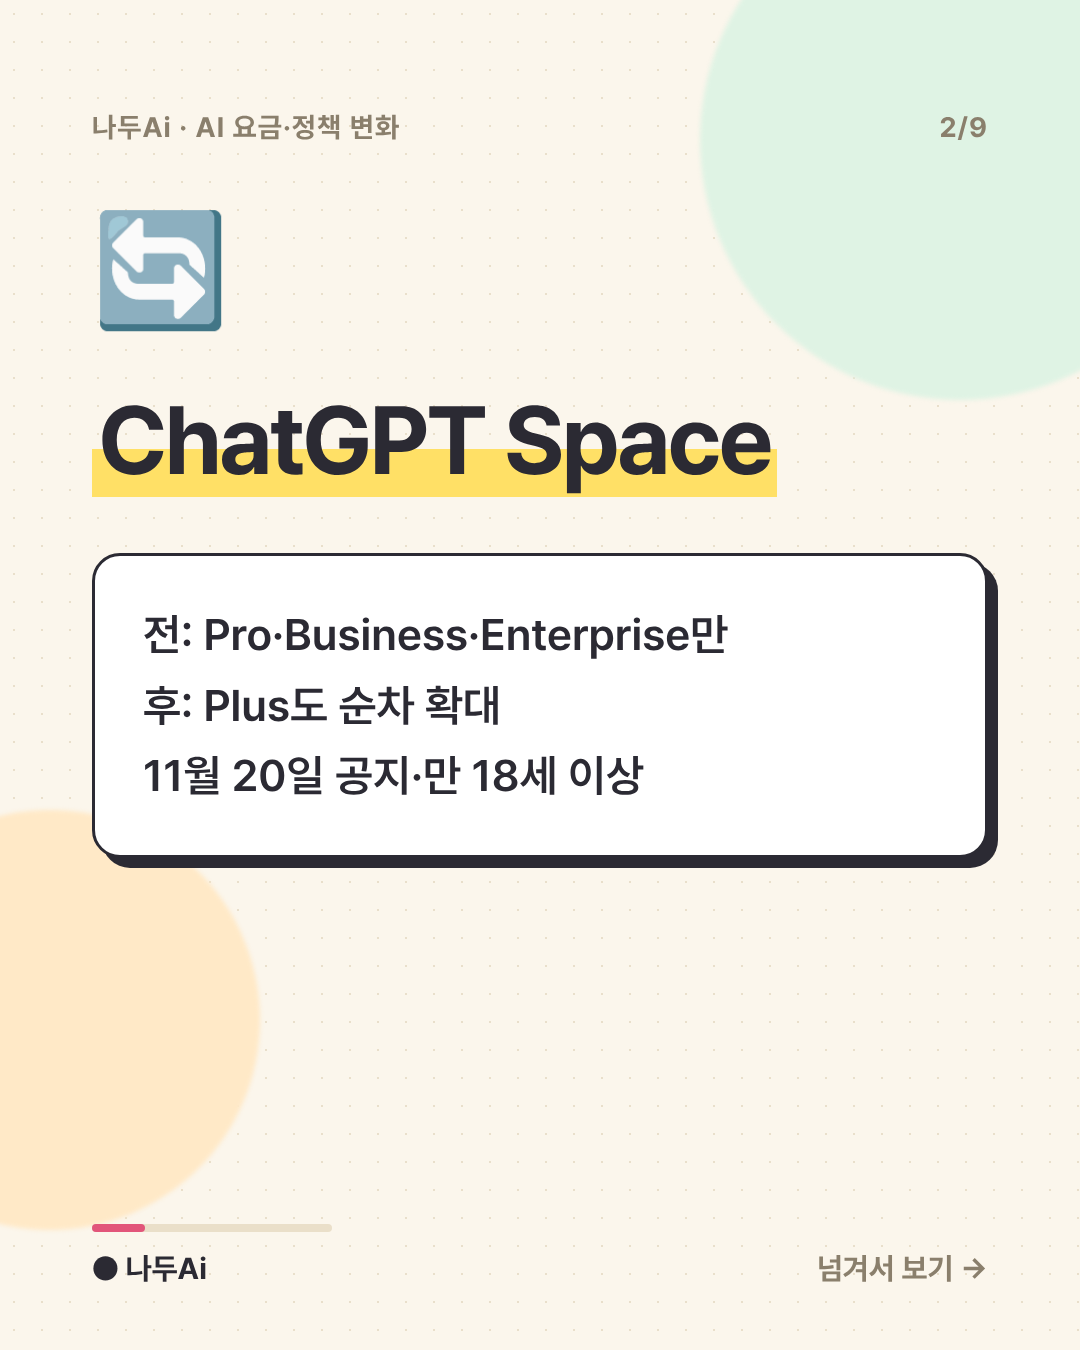 나두Ai · AI 요금·정책 변화
2/9
ChatGPT Space
전: Pro·Business·Enterprise만
후: Plus도 순차 확대
11월 20일 공지·만 18세 이상
나두Ai
넘겨서 보기 →